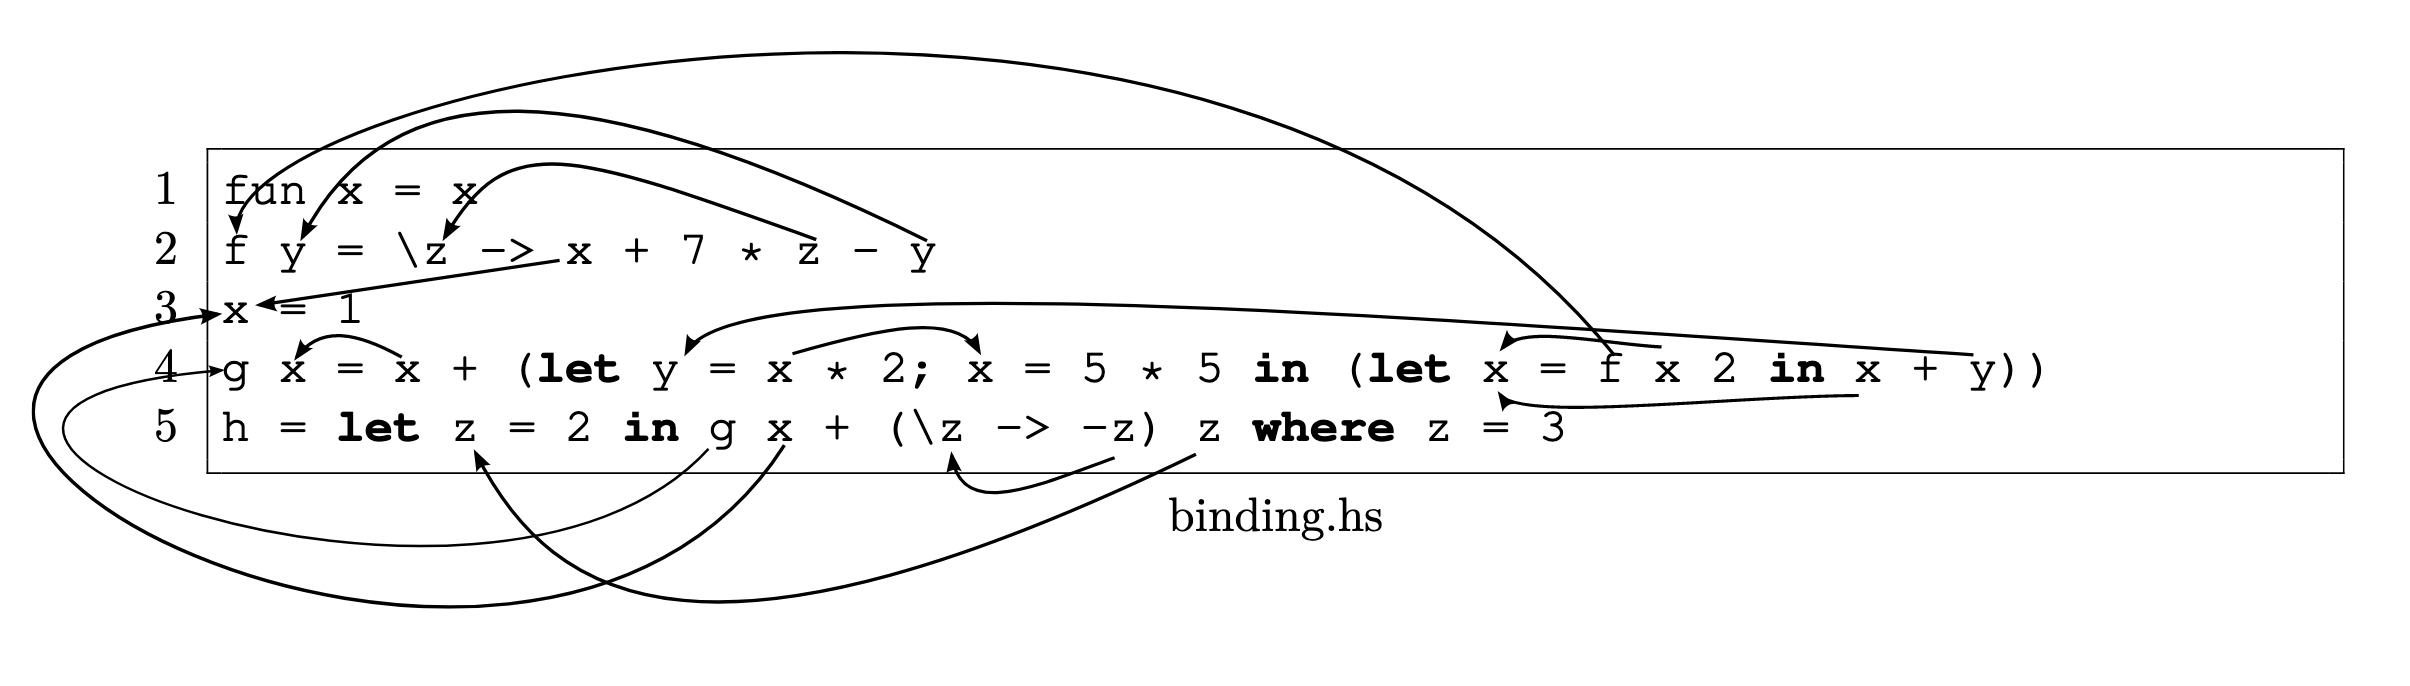 1 fun x = x
2 f y = \z -> x + 7 * z - y
3 x = 1
4 g x = x + (let y = x * 2; x = 5 * 5 in (let x = f x 2 in x + y))
5 h = let z = 2 in g x + (\z -> -z) z where z = 3
binding.hs